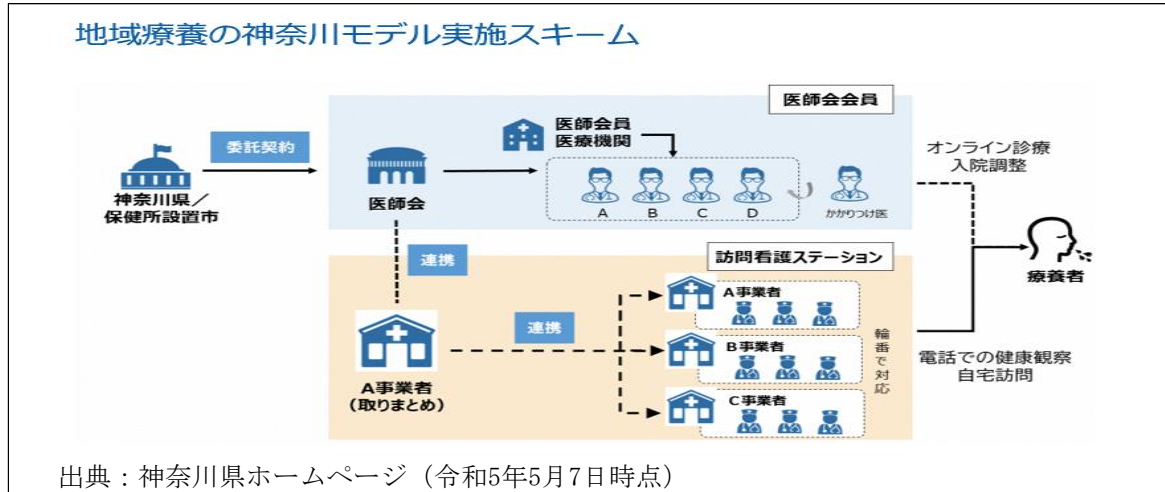 地域療養の神奈川モデル実施スキーム
医師会会員
委託契約
神奈川県/
保健所設置市
医師会
医師会員
医療機関
A
B
C
D
かかりつけ医
オンライン診療
入院調整
連携
訪問看護ステーション
療養者
A事業者
(取りまとめ)
連携
A事業者
B事業者
C事業者
輪番で対応
電話での健康観察
自宅訪問
出典:神奈川県ホームページ(令和5年5月7日時点)